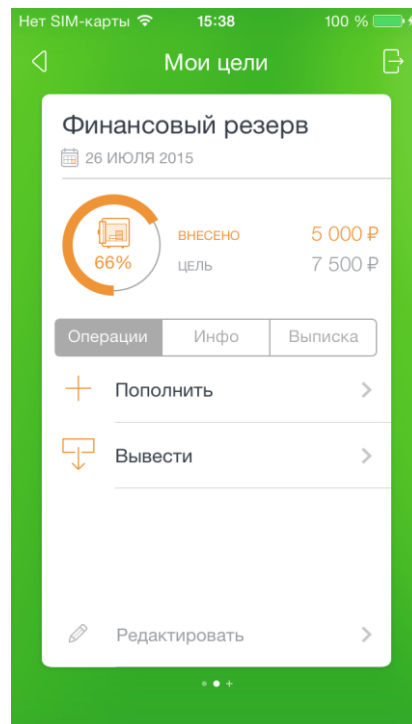 Нет SIM-карты 15:38 100 %
Мои цели
Финансовый резерв
26 ИЮЛЯ 2015
ВНЕСЕНО 5 000 ₽
66%
ЦЕЛЬ 7 500 ₽
Операции Инфо Выписка
Пополнить
Вывести
Редактировать